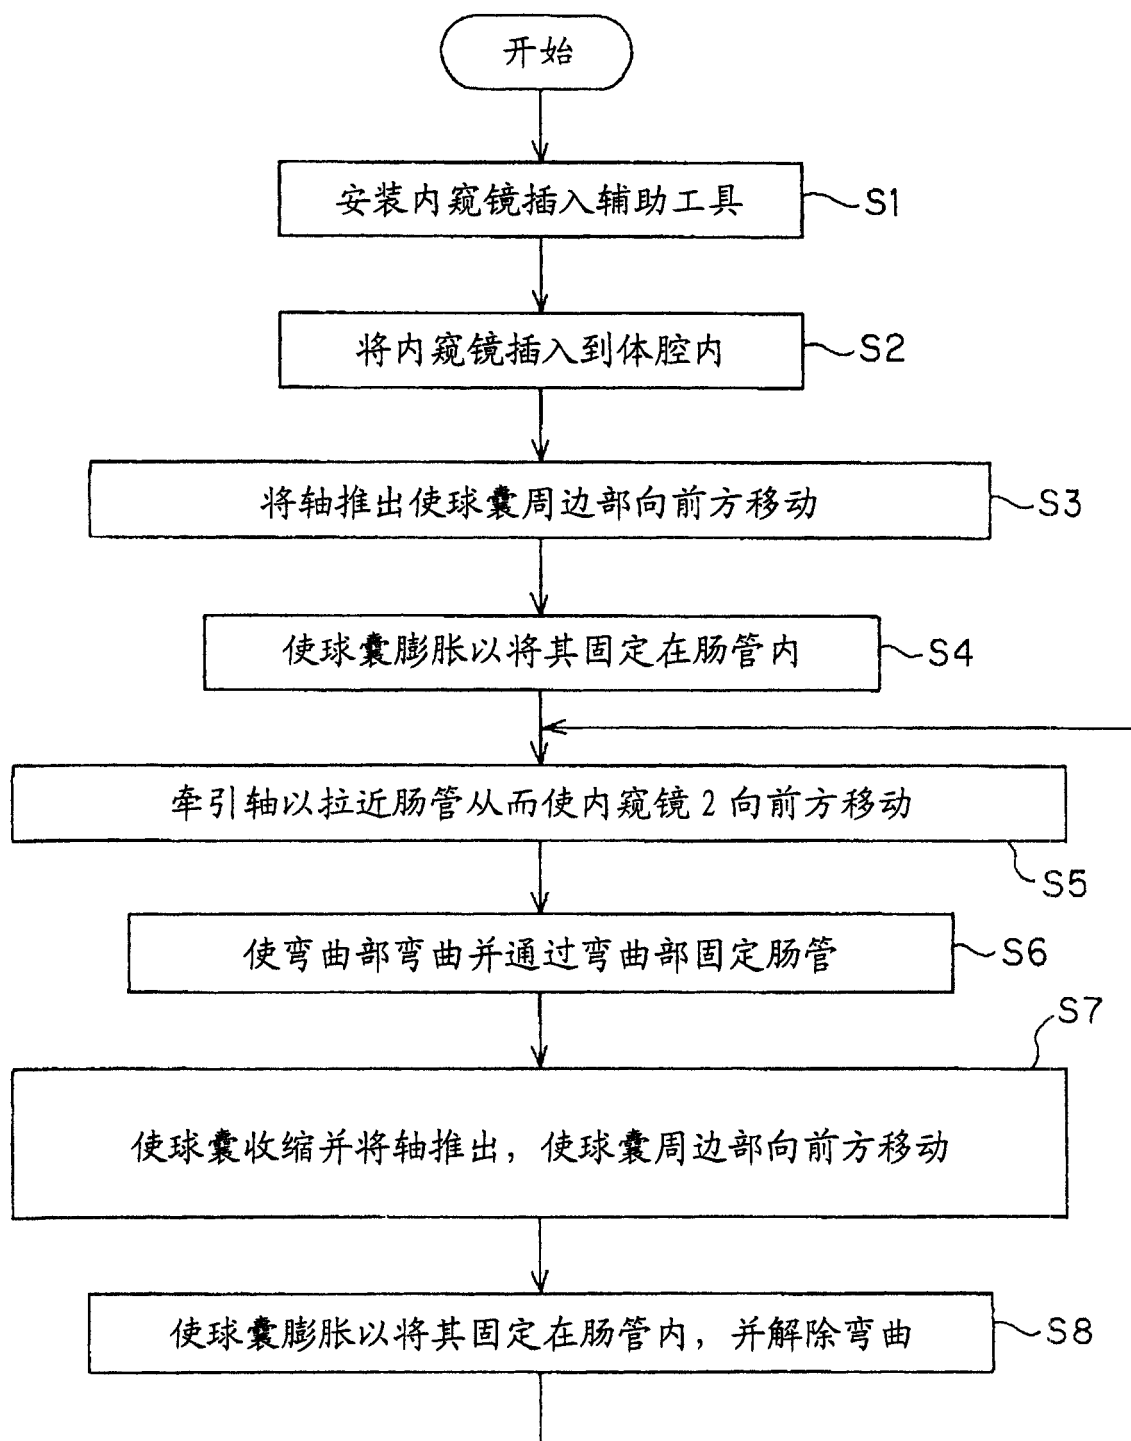 开始
安装内窥镜插入辅助工具
S1
将内窥镜插入到体腔内
S2
将轴推出使球囊周边部向前方移动
S3
使球囊膨胀以将其固定在肠管内
S4
牵引轴以拉近肠管从而使内窥镜2向前方移动
S5
使弯曲部弯曲并通过弯曲部固定肠管
S6
S7
使球囊收缩并将轴推出，使球囊周边部向前方移动
使球囊膨胀以将其固定在肠管内，并解除弯曲
S8